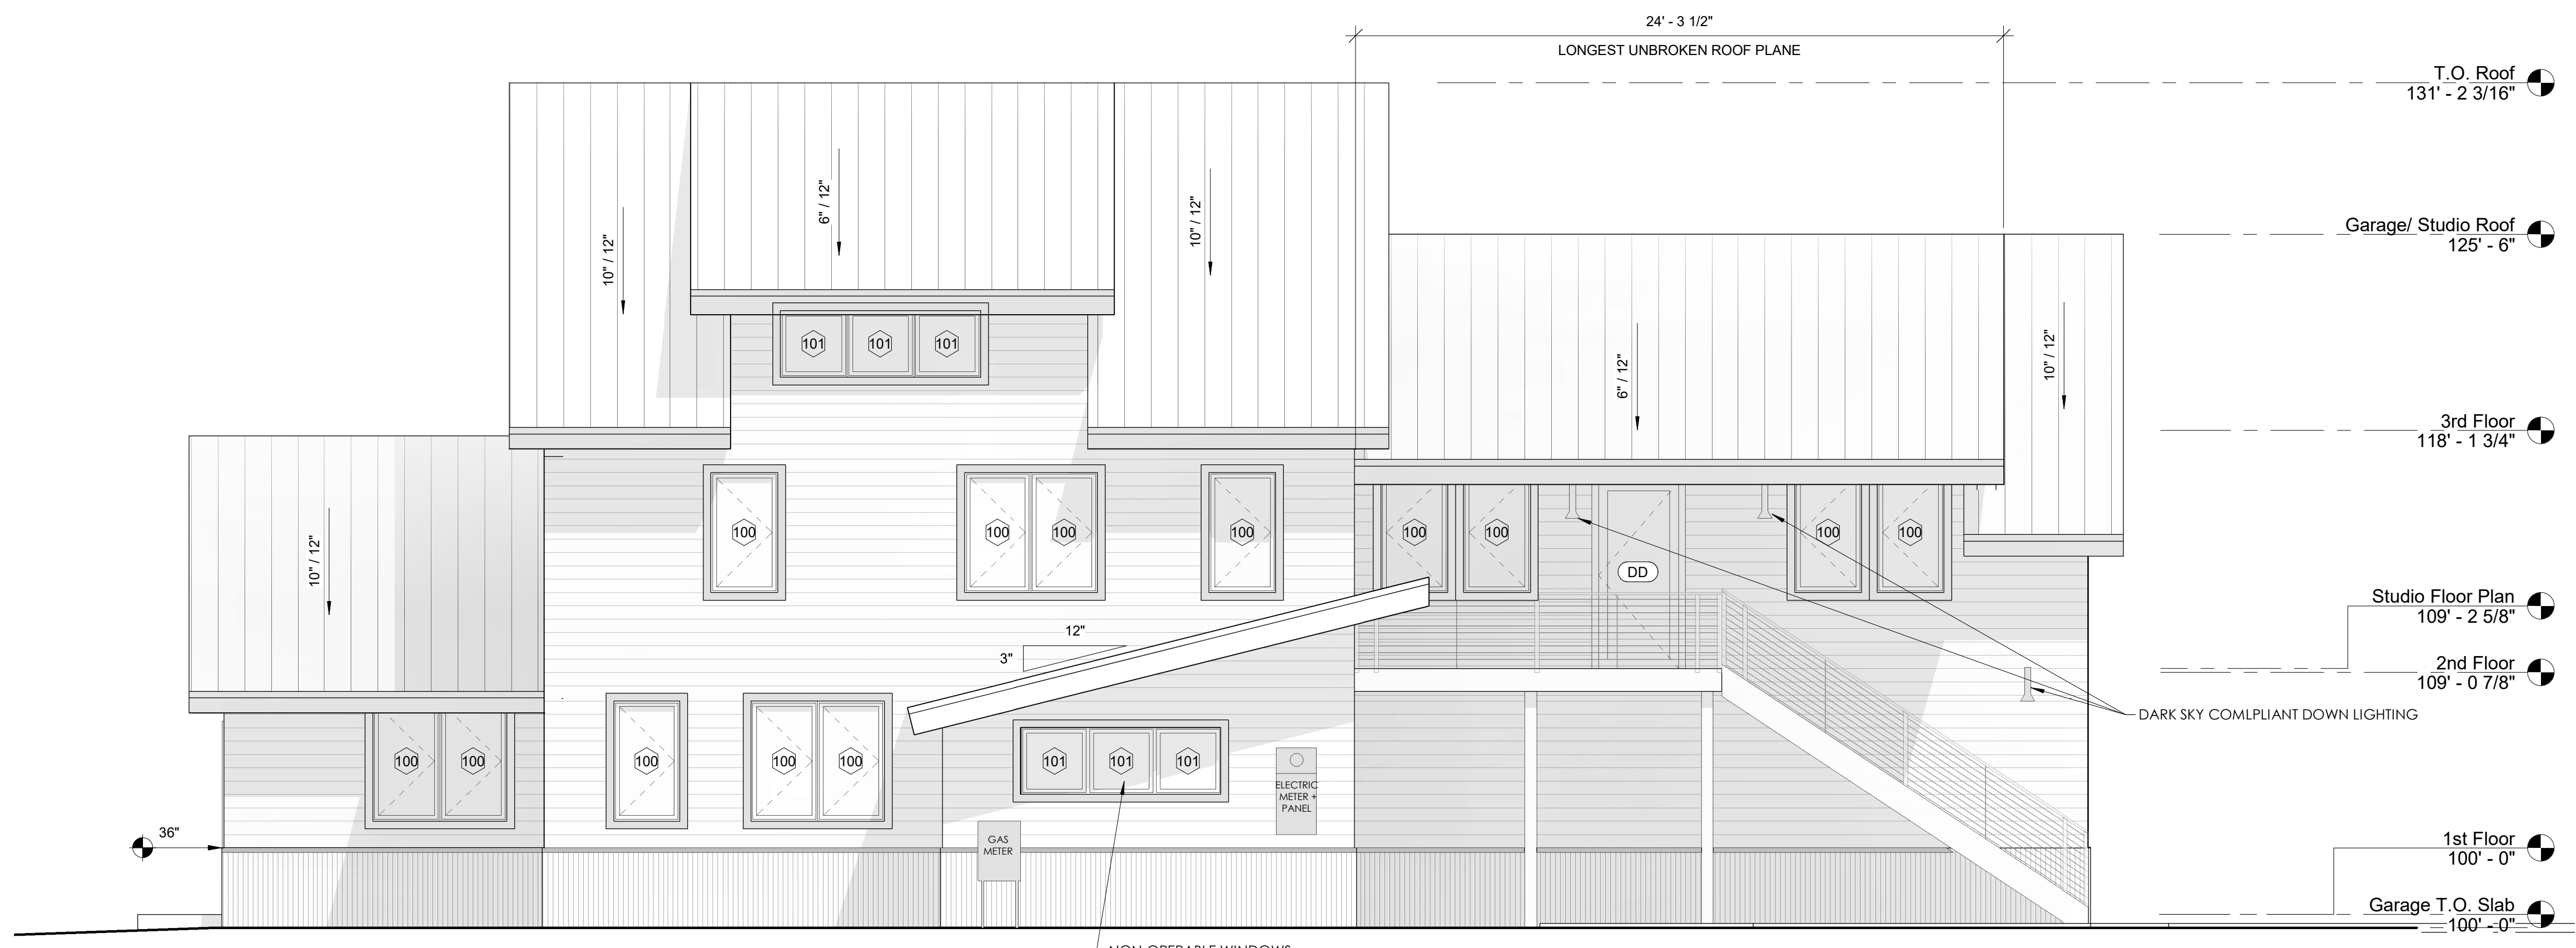 24' - 3 1/2"
LONGEST UNBROKEN ROOF PLANE
T.O. Roof
131' - 2 3/16"
10" / 12"
6" / 12"
10" / 12"
Garage/ Studio Roof
125' - 6"
101
101
101
6" / 12"
10" / 12"
3rd Floor
118' - 1 3/4"
10" / 12"
100
100
100
100
100
100
100
100
DD
Studio Floor Plan
109' - 2 5/8"
12"
3"
2nd Floor
109' - 0 7/8"
DARK SKY COMLPLIANT DOWN LIGHTING
100
100
100
100
100
101
101
101
ELECTRIC
METER +
PANEL
36"
GAS
METER
1st Floor
100' - 0"
Garage T.O. Slab
100' - 0"
NON-OPERABLE WINDOWS